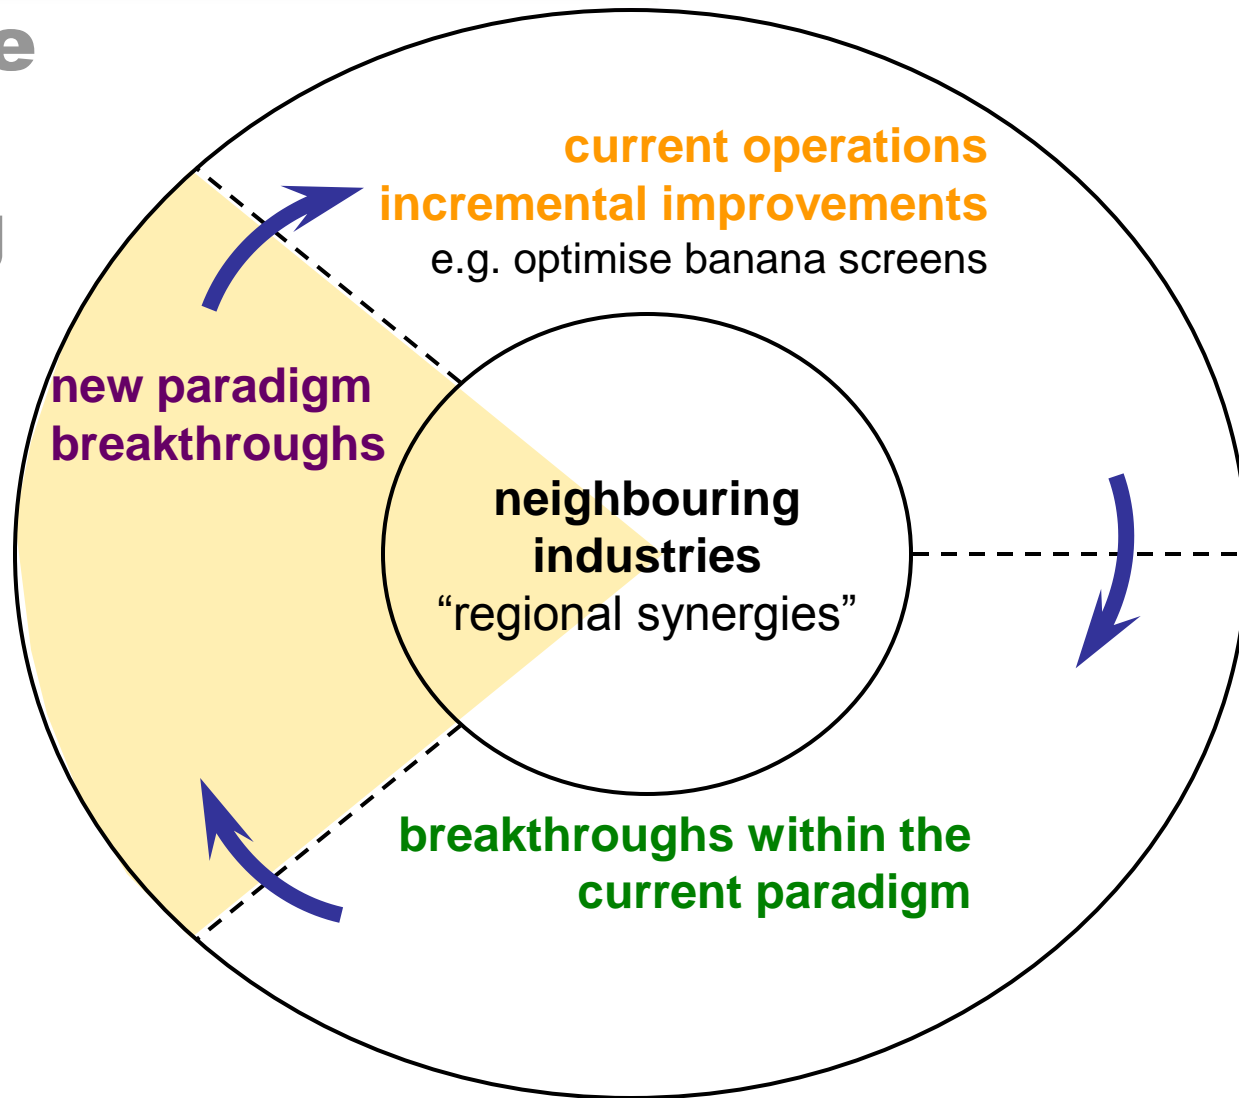 current operations
incremental improvements
e.g. optimise banana screens
new paradigm
breakthroughs
neighbouring
industries
“regional synergies”
breakthroughs within the
current paradigm